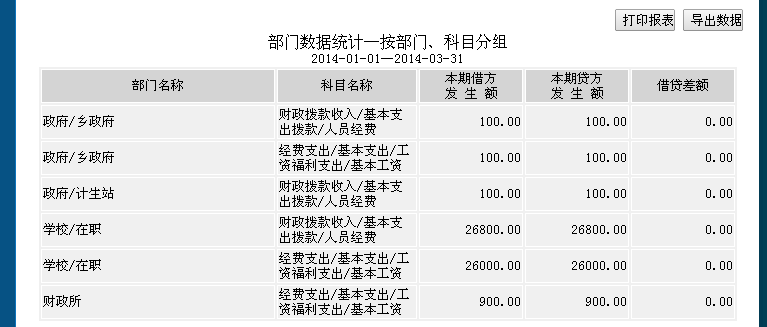 打印报表 导出数据
部门数据统计—按部门、科目分组
2014-01-01—2014-03-31
部门名称 科目名称 本期借方 本期贷方 借贷差额
发 生 额 发 生 额
政府/乡政府 财政拨款收入/基本支 100.00 100.00 0.00
出拨款/人员经费
政府/乡政府 经费支出/基本支出/工 100.00 100.00 0.00
资福利支出/基本工资
政府/计生站 财政拨款收入/基本支 100.00 100.00 0.00
出拨款/人员经费
学校/在职 财政拨款收入/基本支 26800.00 26800.00 0.00
出拨款/人员经费
学校/在职 经费支出/基本支出/工 26000.00 26000.00 0.00
资福利支出/基本工资
财政所 经费支出/基本支出/工 900.00 900.00 0.00
资福利支出/基本工资